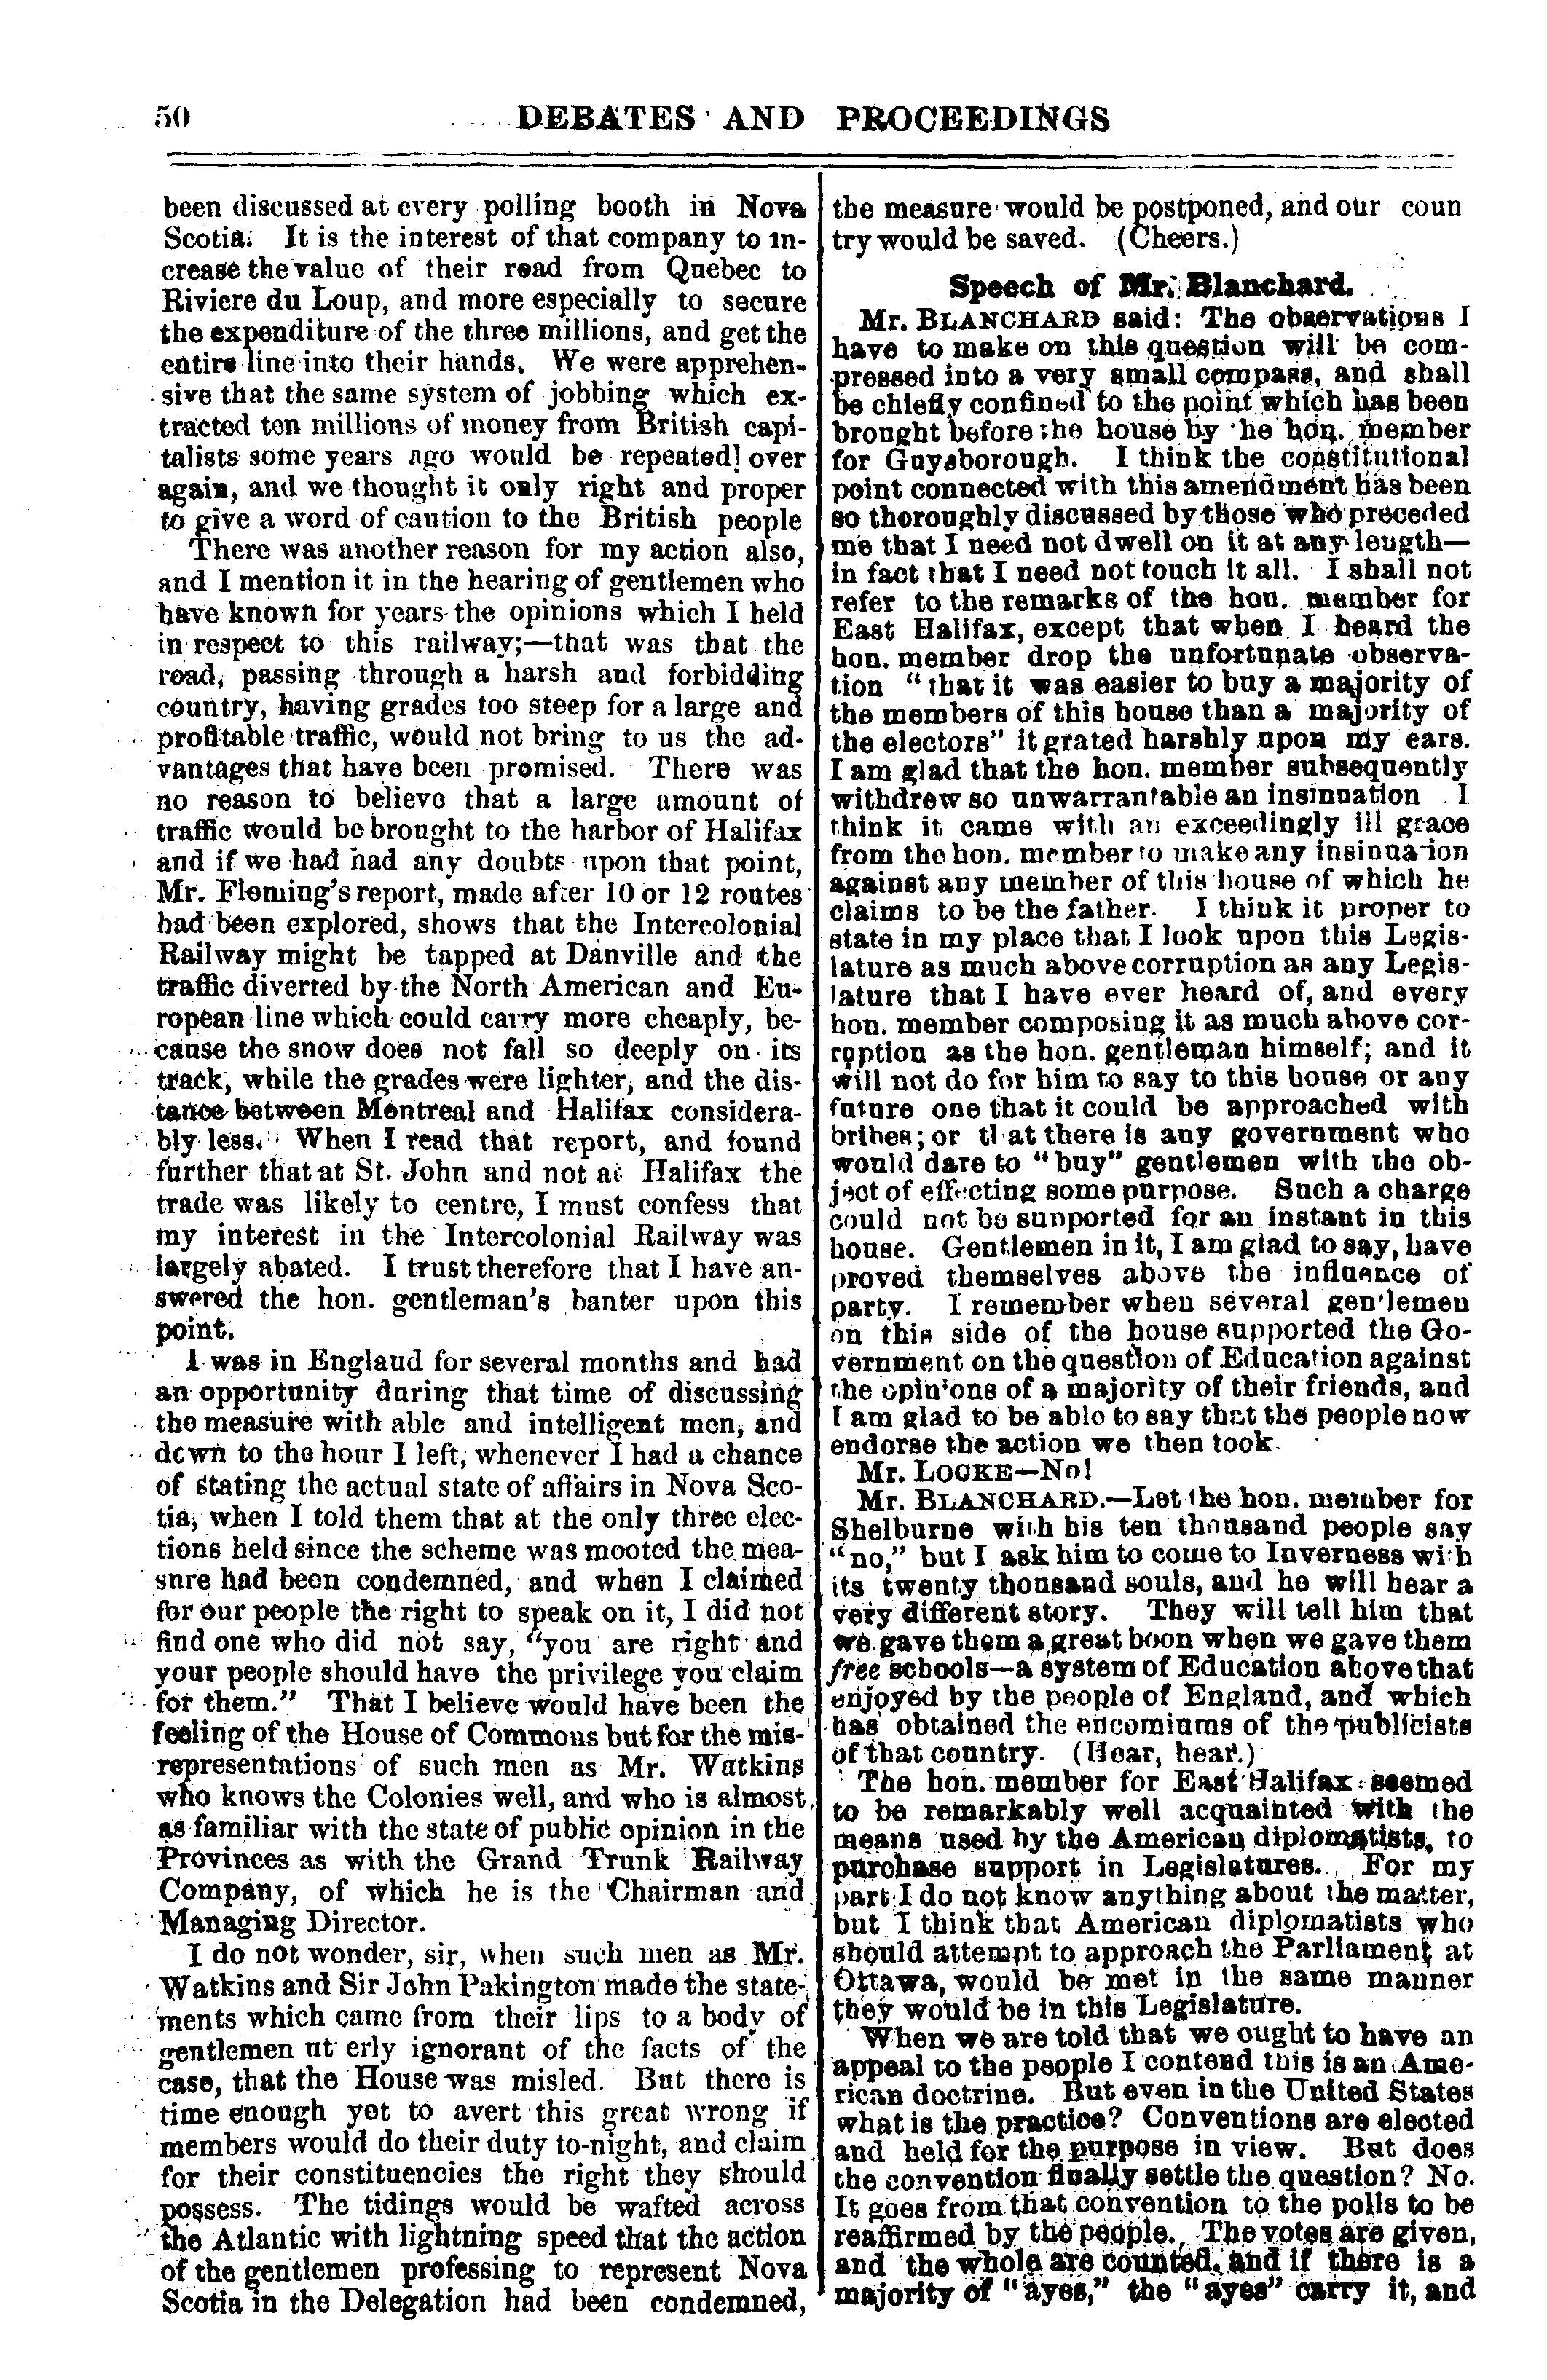 50 DEBATES AND PROCEEDINGS
been discussed at every polling booth in Nova
Scotia. It is the interest of that company to in-
crease the value of their road from Quebec to
Riviere du Loup, and more especially to secure
the expenditure of the three millions, and get the
entire line into their hands. We were apprehen-
sive that the same system of jobbing which ex-
tracted ten millions of money from British capi-
talists some years ago would be repeated over
again, and we thought it only right and proper
to give a word of caution to the British people
There was another reason for my action also,
and I mention it in the hearing of gentlemen who
have known for years the opinions which I held
in respect to this railway;—that was that the
road, passing through a harsh and forbidding
country, having grades too steep for a large and
profitable traffic, would not bring to us the ad-
vantages that have been promised. There was
no reason to believe that a large amount of
traffic would be brought to the harbor of Halifax
and if we had had any doubts upon that point,
Mr. Fleming's report, made after 10 or 12 routes
had been explored, shows that the Intercolonial
Railway might be tapped at Danville and the
traffic diverted by the North American and Eu-
ropean line which could carry more cheaply, be-
cause the snow does not fall so deeply on its
track, while the grades were lighter, and the dis-
tance between Montreal and Halifax considera-
bly less. When I read that report, and found
further that at St. John and not at Halifax the
trade was likely to centre, I must confess that
my interest in the Intercolonial Railway was
largely abated. I trust therefore that I have an-
swered the hon. gentleman's banter upon this
point.
I was in England for several months and had
an opportunity during that time of discussing
the measure with able and intelligent men, and
down to the hour I left, whenever I had a chance
of stating the actual state of affairs in Nova Sco-
tia, when I told them that at the only three elec-
tions held since the scheme was mooted the mea-
sure had been condemned, and when I claimed
for our people the right to speak on it, I did not
find one who did not say, "you are right and
your people should have the privilege you claim
for them." That I believe would have been the
feeling of the House of Commons but for the mis-
representations of such men as Mr. Watkins
who knows the Colonies well, and who is almost
as familiar with the state of public opinion in the
Provinces as with the Grand Trunk Railway
Company, of which he is the Chairman and
Managing Director.
I do not wonder, sir, when such men as Mr.
Watkins and Sir John Pakington made the state-
ments which came from their lips to a body of
gentlemen ut erly ignorant of the facts of the
case, that the House was misled. But there is
time enough yet to avert this great wrong if
members would do their duty to-night, and claim
for their constituencies the right they should
possess. The tidings would be wafted across
the Atlantic with lightning speed that the action
of the gentlemen professing to represent Nova
Scotia in the Delegation had been condemned,
the measure would be postponed, and our coun
try would be saved. (Cheers.)
Speech of Mr. Blanchard.
Mr. BLANCHARD said: The observations I
have to make on this question will be com-
pressed into a very small compass, and shall
be chiefly confined to the point which has been
brought before the house by he hon. member
for Guysborough. I think the constitutional
point connected with this amendment has been
so thoroughly discussed by those who preceded
me that I need not dwell on it at any length—
in fact that I need not touch it all. I shall not
refer to the remarks of the hon. member for
East Halifax, except that when I heard the
hon. member drop the unfortunate observa-
tion "that it was easier to buy a majority of
the members of this house than a majority of
the electors" it grated harshly upon my ears.
I am glad that the hon. member subsequently
withdrew so unwarrantable an insinuation I
think it came with an exceedingly ill grace
from the hon. member to make any insinuation
against any member of this house of which he
claims to be the father. I think it proper to
state in my place that I look upon this Legis-
lature as much above corruption as any Legis-
lature that I have ever heard of, and every
hon. member composing it as much above cor-
ruption as the hon. gentleman himself; and it
will not do for him to say to this house or any
future one that it could be approached with
bribes; or that there is any government who
would dare to "buy" gentlemen with the ob-
ject of effecting some purpose. Such a charge
could not be supported for an instant in this
house. Gentlemen in it, I am glad to say, have
proved themselves above the influence of
party. I remember when several gentlemen
on this side of the house supported the Go-
vernment on the question of Education against
the opinions of a majority of their friends, and
I am glad to be able to say that the people now
endorse the action we then took.
Mr. LOCKE—No!
Mr. BLANCHARD.—Let the hon. member for
Shelburne with his ten thousand people say
"no," but I ask him to come to Inverness with
its twenty thousand souls, and he will hear a
very different story. They will tell him that
we gave them a great boon when we gave them
free schools—a system of Education above that
enjoyed by the people of England, and which
has obtained the encomiums of the publicists
of that country. (Hear, hear.)
The hon. member for East Halifax seemed
to be remarkably well acquainted with the
means used by the American diplomatists, to
purchase support in Legislatures. For my
part I do not know anything about the matter,
but I think that American diplomatists who
should attempt to approach the Parliament at
Ottawa, would be met in the same manner
they would be in this Legislature.
When we are told that we ought to have an
appeal to the people I contend this is an Ame-
rican doctrine. But even in the United States
what is the practice? Conventions are elected
and held for the purpose in view. But does
the convention finally settle the question? No.
It goes from that convention to the polls to be
reaffirmed by the people. The votes are given,
and the whole are counted, and if there is a
majority of "ayes," the "ayes" carry it, and